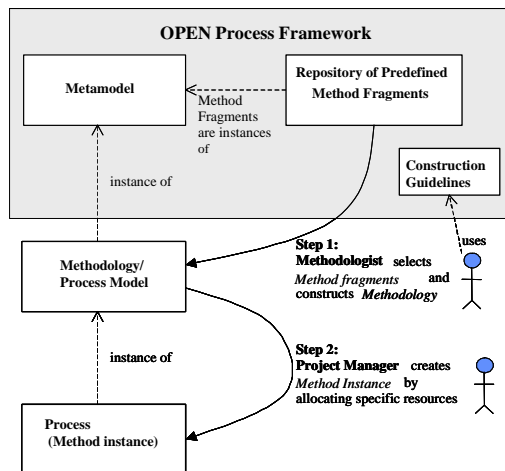 OPEN Process Framework
Metamodel
Repository of Predefined
Method Fragments
Method
Fragments
are instances
of
instance of
Construction
Guidelines
uses
Step 1:
Methodologist selects
Method fragments and
constructs Methodology
Methodology/
Process Model
instance of
Step 2:
Project Manager creates
Method Instance by
allocating specific resources
Process
(Method instance)